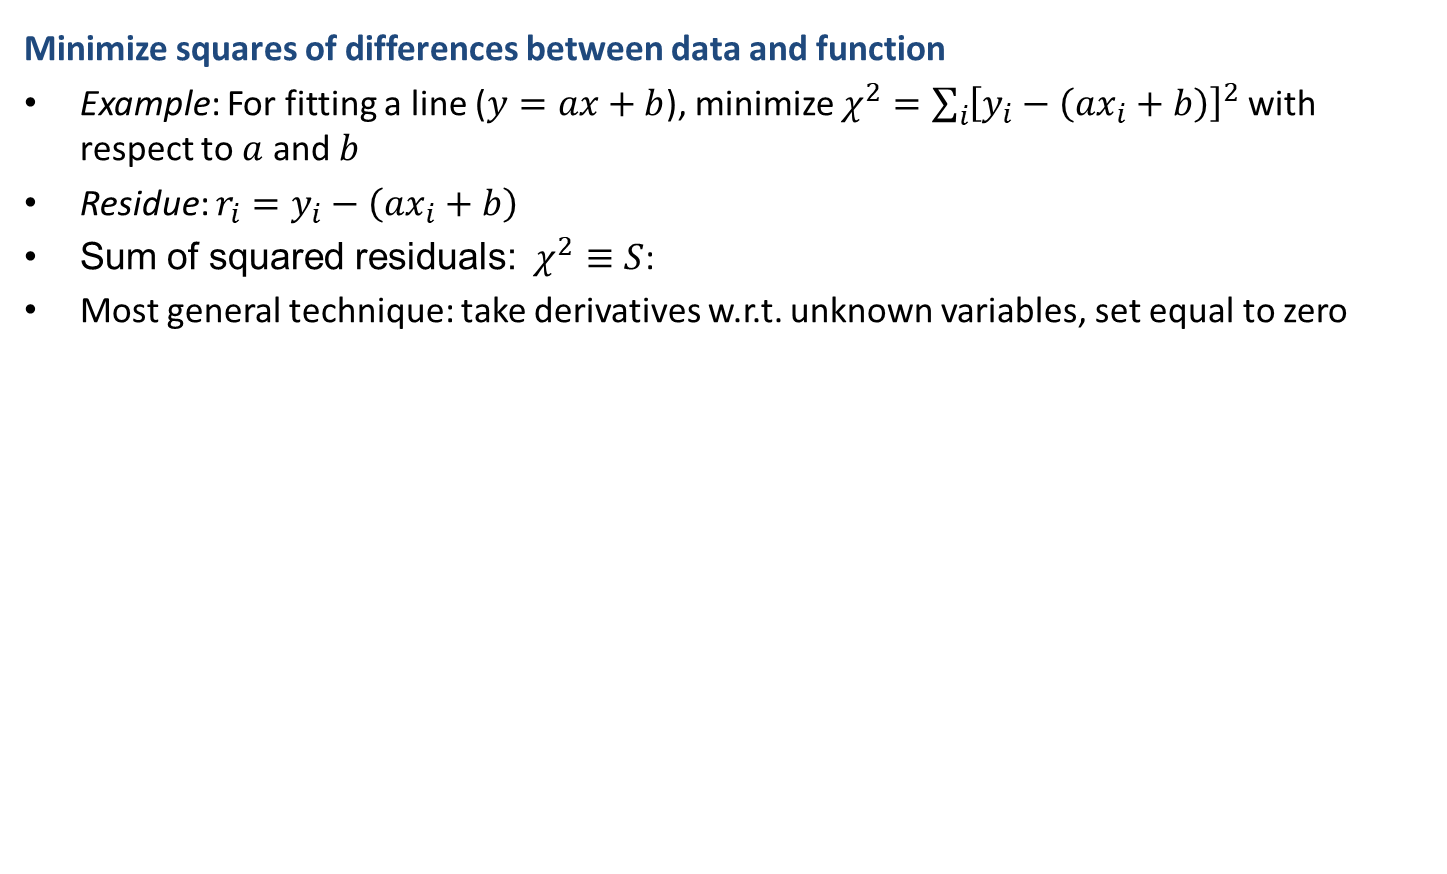 Minimize squares of differences between data and function
• Example: For fitting a line (y = ax + b), minimize χ² = ∑ᵢ[yᵢ − (axᵢ + b)]² with
respect to a and b
• Residue: rᵢ = yᵢ − (axᵢ + b)
• Sum of squared residuals: χ² ≡ S:
• Most general technique: take derivatives w.r.t. unknown variables, set equal to zero